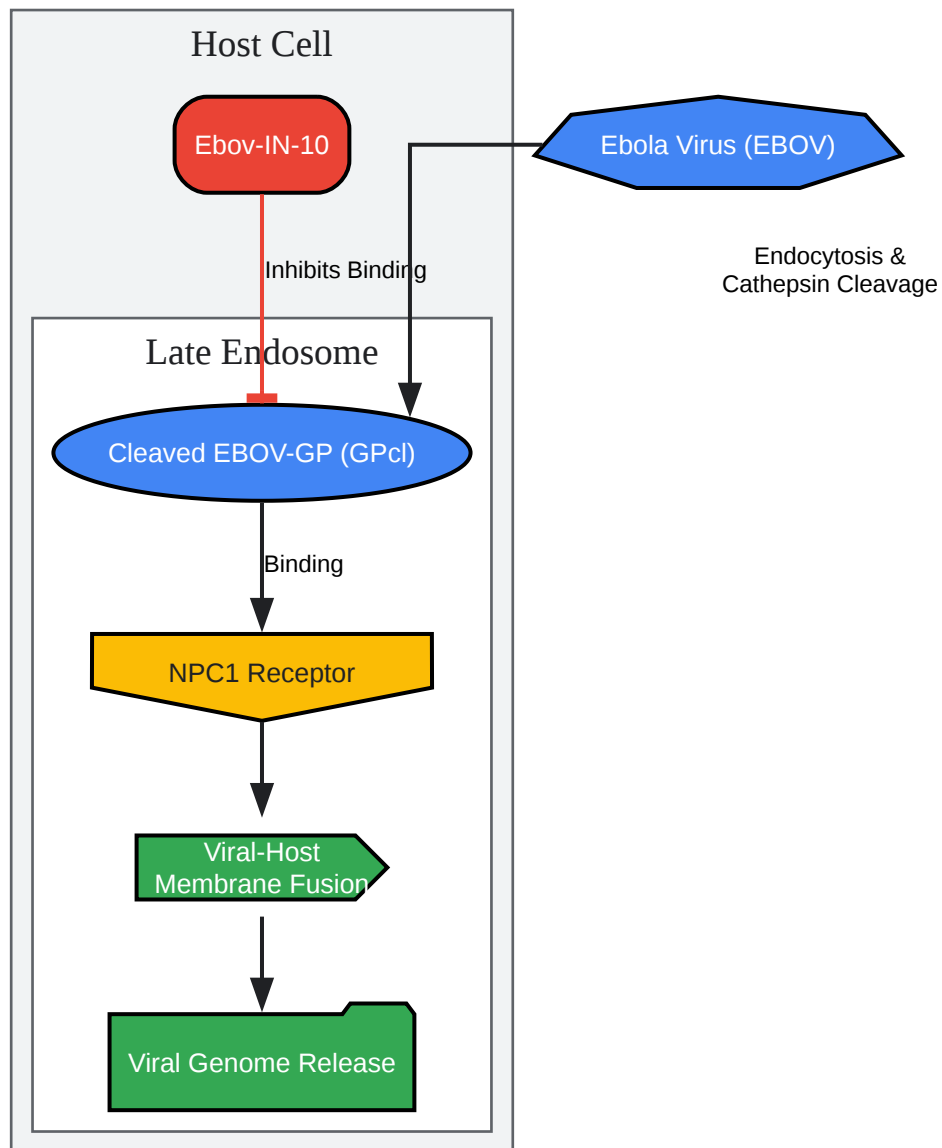 Host Cell
Ebov-IN-10
Ebola Virus (EBOV)
Endocytosis &
Cathepsin Cleavage
Inhibits Binding
Late Endosome
Cleaved EBOV-GP (GPcl)
Binding
NPC1 Receptor
Viral-Host
Membrane Fusion
Viral Genome Release